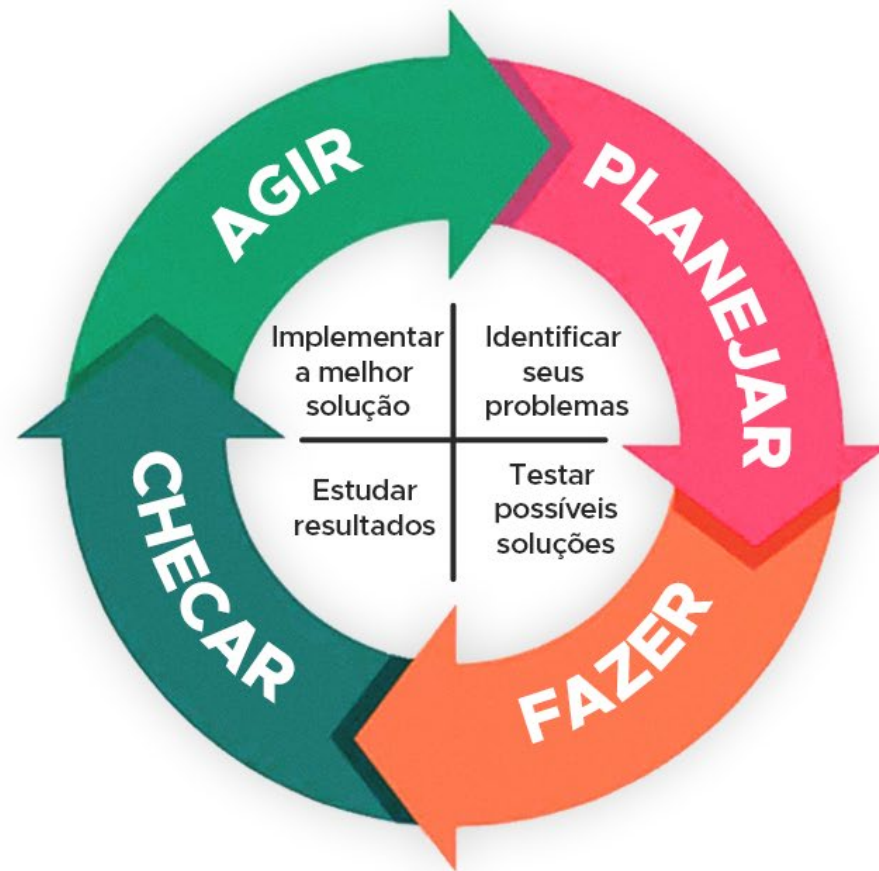 AGIR
PLANEJAR
Implementar
a melhor
solução
Identificar
seus
problemas
Estudar
resultados
Testar
possíveis
soluções
CHECAR
FAZER